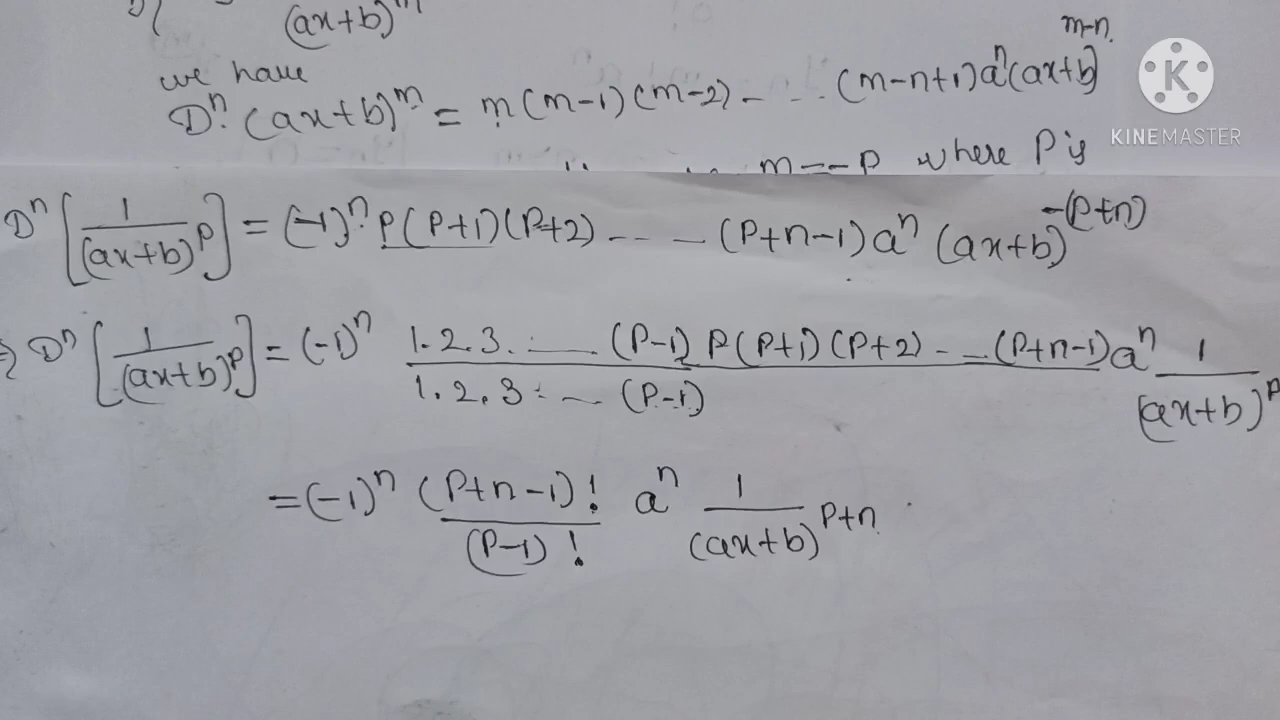 (ax+b)^m
we have
D^n (ax+b)^m = m(m-1)(m-2)- - - - (m-n+1)a^n(ax+b)^{m-n}
KINEMASTER
m=-p where P is
D^n [1/(ax+b)^p] = (-1)^n P(P+1)(P+2)- - - - (P+n-1)a^n (ax+b)^{-(P+n)}
⇒ D^n [1/(ax+b)^p] = (-1)^n 1.2.3. ---- (P-1) P(P+1)(P+2)- - - (P+n-1)/1.2.3 --- (P-1) a^n 1/(ax+b)^P
= (-1)^n (P+n-1)!/(P-1)! a^n 1/(ax+b)^{P+n}